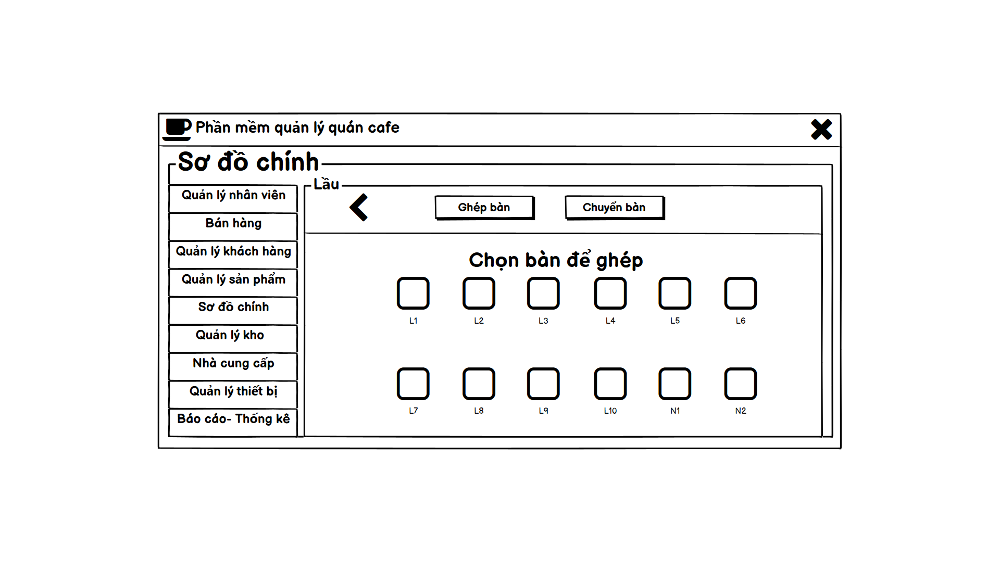 Phần mềm quản lý quán cafe
Sơ đồ chính
Quản lý nhân viên
Bán hàng
Quản lý khách hàng
Quản lý sản phẩm
Sơ đồ chính
Quản lý kho
Nhà cung cấp
Quản lý thiết bị
Báo cáo- Thống kê
Lầu
Ghép bàn Chuyển bàn
Chọn bàn để ghép
L1 L2 L3 L4 L5 L6
L7 L8 L9 L10 N1 N2